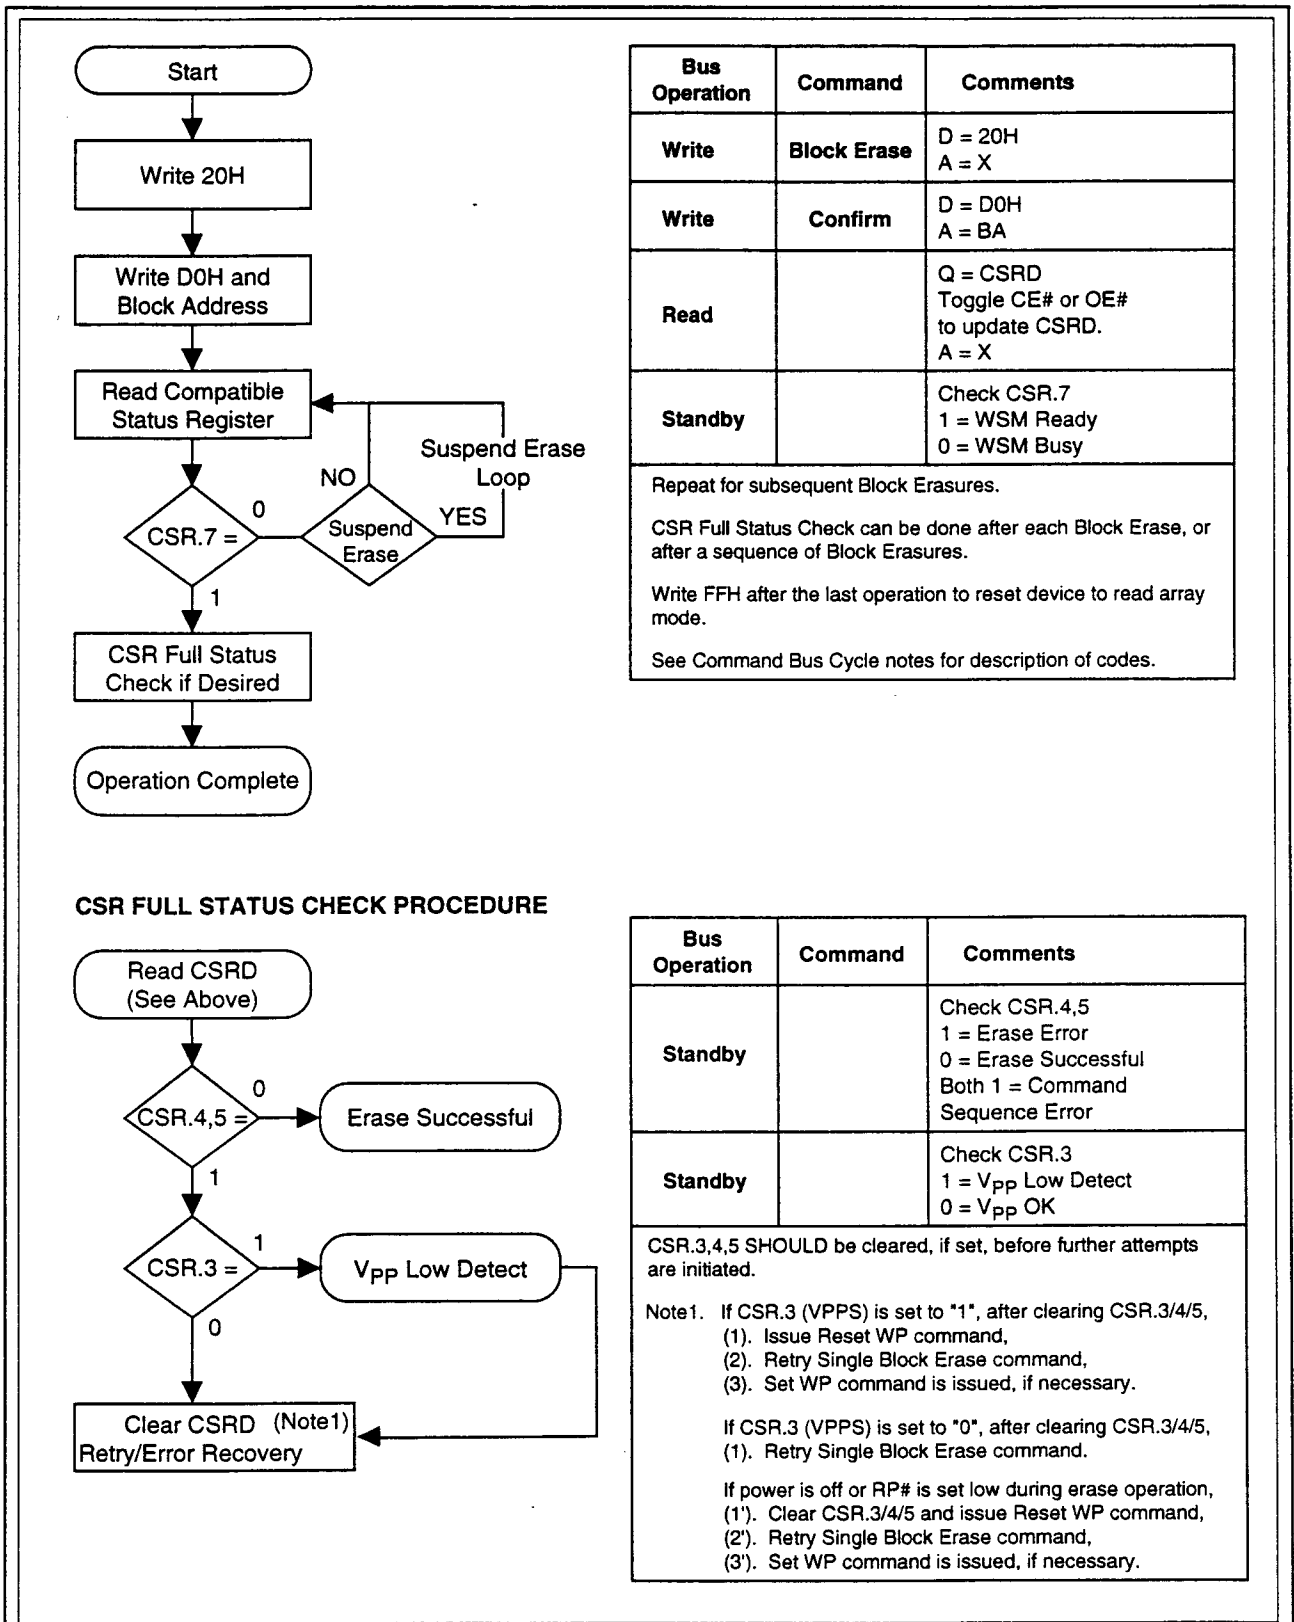 Start
Write 20H
Write D0H and
Block Address
Read Compatible
Status Register
Suspend Erase
Loop
NO
0
CSR.7 =
Suspend
Erase
YES
1
CSR Full Status
Check if Desired
Operation Complete
Bus
Operation
Command
Comments
Write
Block Erase
D = 20H
A = X
Write
Confirm
D = D0H
A = BA
Read
Q = CSRD
Toggle CE# or OE#
to update CSRD.
A = X
Standby
Check CSR.7
1 = WSM Ready
0 = WSM Busy
Repeat for subsequent Block Erasures.
CSR Full Status Check can be done after each Block Erase, or
after a sequence of Block Erasures.
Write FFH after the last operation to reset device to read array
mode.
See Command Bus Cycle notes for description of codes.
CSR FULL STATUS CHECK PROCEDURE
Read CSRD
(See Above)
0
CSR.4,5 =
Erase Successful
1
1
CSR.3 =
VPP Low Detect
0
Clear CSRD (Note1)
Retry/Error Recovery
Bus
Operation
Command
Comments
Standby
Check CSR.4,5
1 = Erase Error
0 = Erase Successful
Both 1 = Command
Sequence Error
Standby
Check CSR.3
1 = VPP Low Detect
0 = VPP OK
CSR.3,4,5 SHOULD be cleared, if set, before further attempts
are initiated.
Note1. If CSR.3 (VPPS) is set to "1", after clearing CSR.3/4/5,
(1). Issue Reset WP command,
(2). Retry Single Block Erase command,
(3). Set WP command is issued, if necessary.
If CSR.3 (VPPS) is set to "0", after clearing CSR.3/4/5,
(1). Retry Single Block Erase command.
If power is off or RP# is set low during erase operation,
(1'). Clear CSR.3/4/5 and issue Reset WP command,
(2'). Retry Single Block Erase command,
(3'). Set WP command is issued, if necessary.